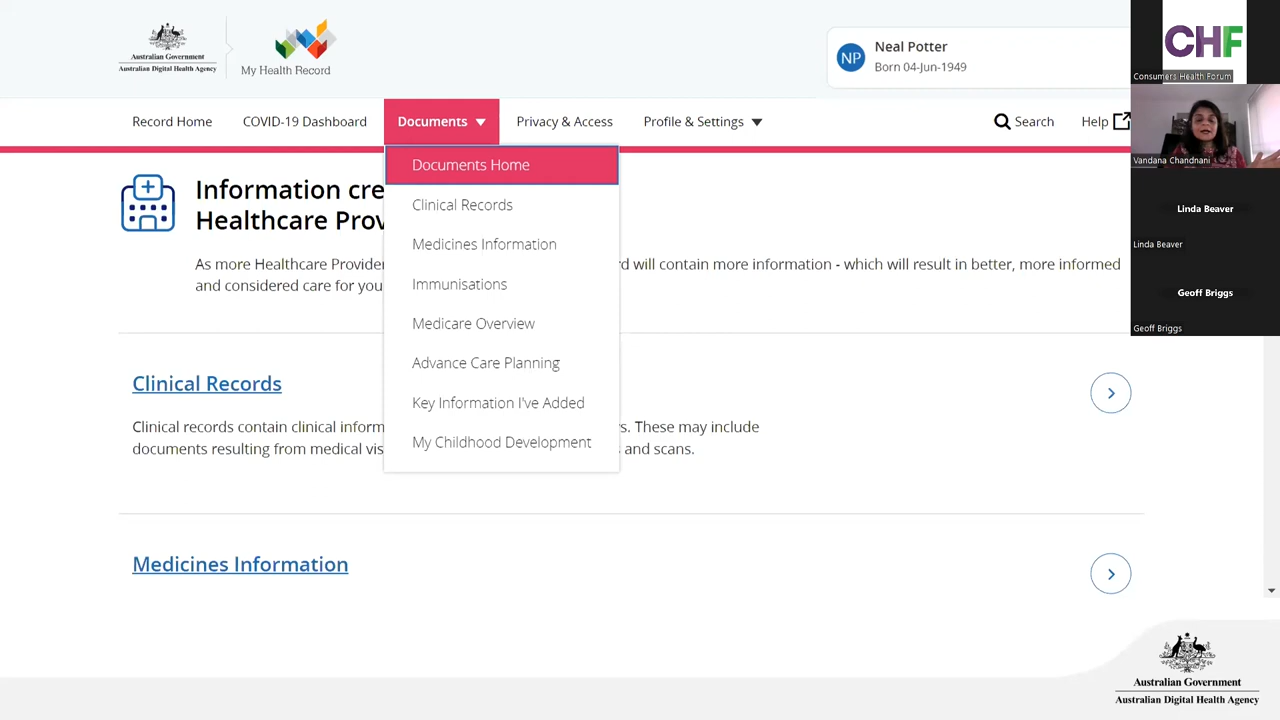 Australian Government
Australian Digital Health Agency
My Health Record
NP
Neal Potter
Born 04-Jun-1949
CHF
Consumers Health Forum
Record Home
COVID-19 Dashboard
Documents
Privacy & Access
Profile & Settings
Search
Help
Vandana Chandnani
Documents Home
Clinical Records
Medicines Information
Immunisations
Medicare Overview
Advance Care Planning
Key Information I've Added
My Childhood Development
Information cre
Healthcare Prov
As more Healthcare Provider
d will contain more information - which will result in better, more informed
and considered care for you
Linda Beaver
Linda Beaver
Geoff Briggs
Geoff Briggs
Clinical Records
Clinical records contain clinical inform
s. These may include
documents resulting from medical vis
and scans.
Medicines Information
Australian Government
Australian Digital Health Agency